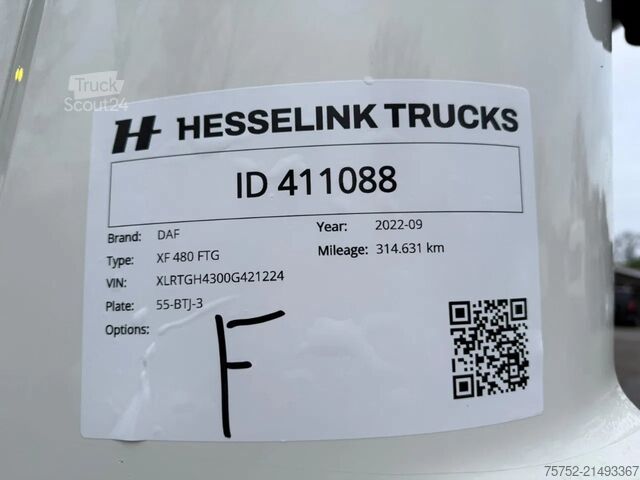 Truck
Scout24
HESSELINK TRUCKS
ID 411088
Brand: DAF
Type: XF 480 FTG
VIN: XLRTGH4300G421224
Plate: 55-BTJ-3
Options:
Year: 2022-09
Mileage: 314.631 km
F
75752-21493367